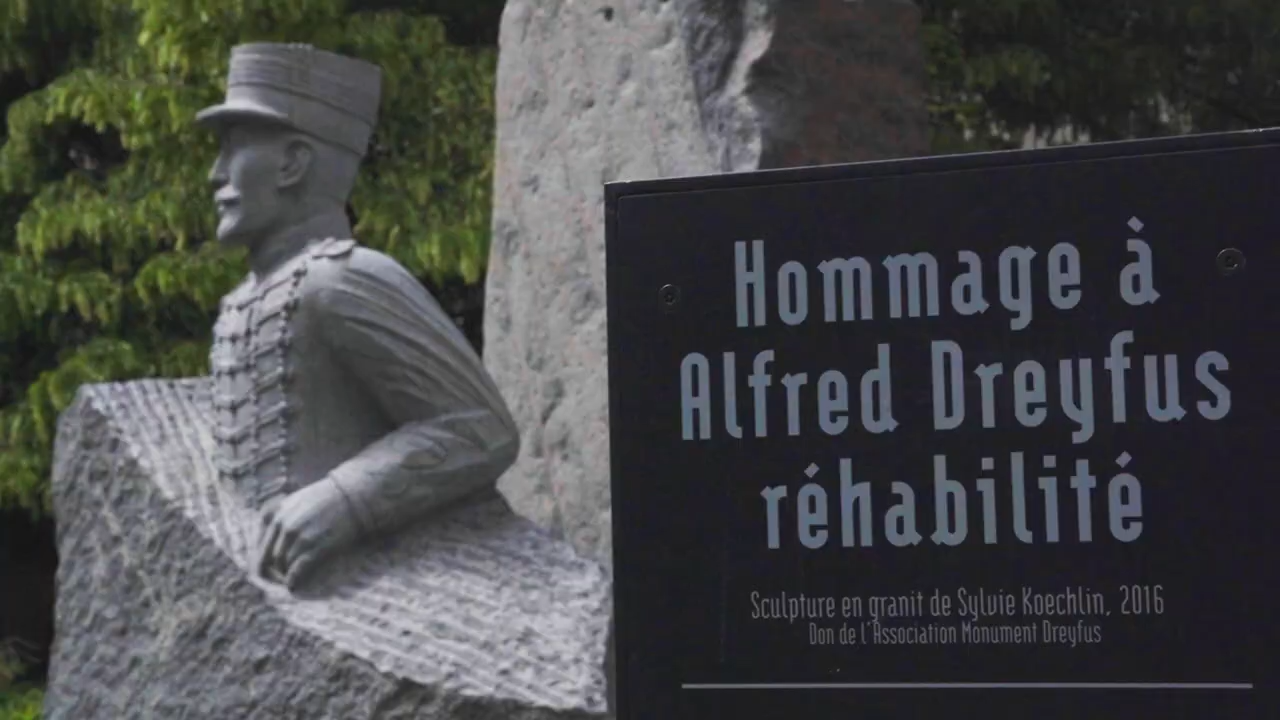 Hommage à
Alfred Dreyfus
réhabilité
Sculpture en granit de Sylvie Koechlin, 2016
Don de l'Association Monument Dreyfus